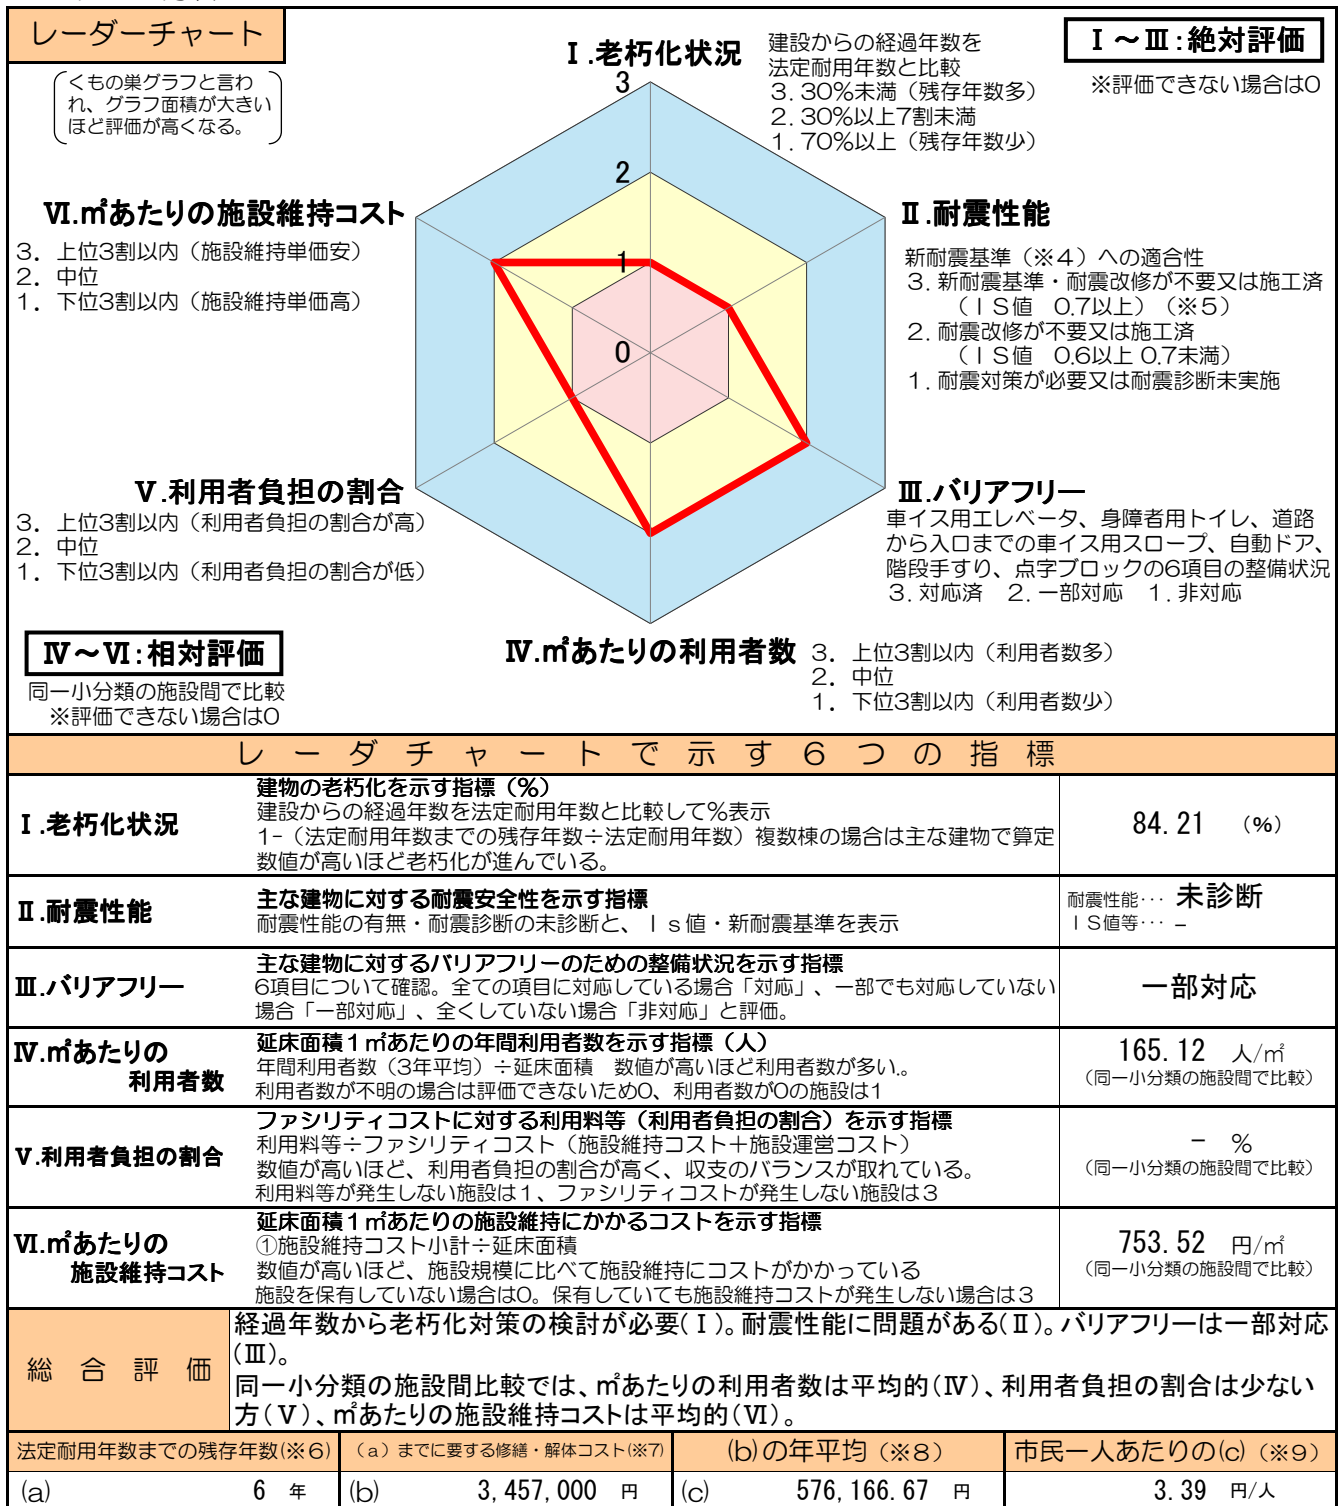 レーダーチャート
くもの巣グラフと言わ
れ、グラフ面積が大きい
ほど評価が高くなる。
Ⅰ.老朽化状況
建設からの経過年数を
法定耐用年数と比較
3. 30%未満（残存年数多）
2. 30%以上7割未満
1. 70%以上（残存年数少）
Ⅰ～Ⅲ：絶対評価
※評価できない場合は0
3
2
1
0
Ⅵ.㎡あたりの施設維持コスト
3. 上位3割以内（施設維持単価安）
2. 中位
1. 下位3割以内（施設維持単価高）
Ⅱ.耐震性能
新耐震基準（※4）への適合性
3. 新耐震基準・耐震改修が不要又は施工済
（ＩＳ値　0.7以上）（※5）
2. 耐震改修が不要又は施工済
（ＩＳ値　0.6以上 0.7未満）
1. 耐震対策が必要又は耐震診断未実施
Ⅴ.利用者負担の割合
3. 上位3割以内（利用者負担の割合が高）
2. 中位
1. 下位3割以内（利用者負担の割合が低）
Ⅲ.バリアフリー
車イス用エレベータ、身障者用トイレ、道路
から入口までの車イス用スロープ、自動ドア、
階段手すり、点字ブロックの6項目の整備状況
3. 対応済　2. 一部対応　1. 非対応
Ⅳ～Ⅵ：相対評価
同一小分類の施設間で比較
※評価できない場合は0
Ⅳ.㎡あたりの利用者数
3. 上位3割以内（利用者数多）
2. 中位
1. 下位3割以内（利用者数少）
レーダチャートで示す６つの指標
Ⅰ.老朽化状況
建物の老朽化を示す指標（％）
建設からの経過年数を法定耐用年数と比較して％表示
1-（法定耐用年数までの残存年数÷法定耐用年数）複数棟の場合は主な建物で算定
数値が高いほど老朽化が進んでいる。
84.21 （%）
Ⅱ.耐震性能
主な建物に対する耐震安全性を示す指標
耐震性能の有無・耐震診断の未診断と、Ｉｓ値・新耐震基準を表示
耐震性能… 未診断
ＩＳ値等… －
Ⅲ.バリアフリー
主な建物に対するバリアフリーのための整備状況を示す指標
6項目について確認。全ての項目に対応している場合「対応」、一部でも対応していない
場合「一部対応」、全くしていない場合「非対応」と評価。
一部対応
Ⅳ.㎡あたりの
利用者数
延床面積１㎡あたりの年間利用者数を示す指標（人）
年間利用者数（3年平均）÷延床面積　数値が高いほど利用者数が多い。
利用者数が不明の場合は評価できないため0、利用者数が0の施設は1
165.12 人/㎡
（同一小分類の施設間で比較）
Ⅴ.利用者負担の割合
ファシリティコストに対する利用料等（利用者負担の割合）を示す指標
利用料等÷ファシリティコスト（施設維持コスト＋施設運営コスト）
数値が高いほど、利用者負担の割合が高く、収支のバランスが取れている。
利用料等が発生しない施設は１、ファシリティコストが発生しない施設は３
－ %
（同一小分類の施設間で比較）
Ⅵ.㎡あたりの
施設維持コスト
延床面積１㎡あたりの施設維持にかかるコストを示す指標
①施設維持コスト小計÷延床面積
数値が高いほど、施設規模に比べて施設維持にコストがかかっている
施設を保有していない場合は0。保有していても施設維持コストが発生しない場合は３
753.52 円/㎡
（同一小分類の施設間で比較）
総合評価
経過年数から老朽化対策の検討が必要(Ⅰ)。耐震性能に問題がある(Ⅱ)。バリアフリーは一部対応
(Ⅲ)。
同一小分類の施設間比較では、㎡あたりの利用者数は平均的(Ⅳ)、利用者負担の割合は少ない
方(Ⅴ)、㎡あたりの施設維持コストは平均的(Ⅵ)。
法定耐用年数までの残存年数(※6)
（a）までに要する修繕・解体コスト(※7)
(b)の年平均（※8）
市民一人あたりの(c)（※9）
(a) 6 年
(b) 3,457,000 円
(c) 576,166.67 円
3.39 円/人